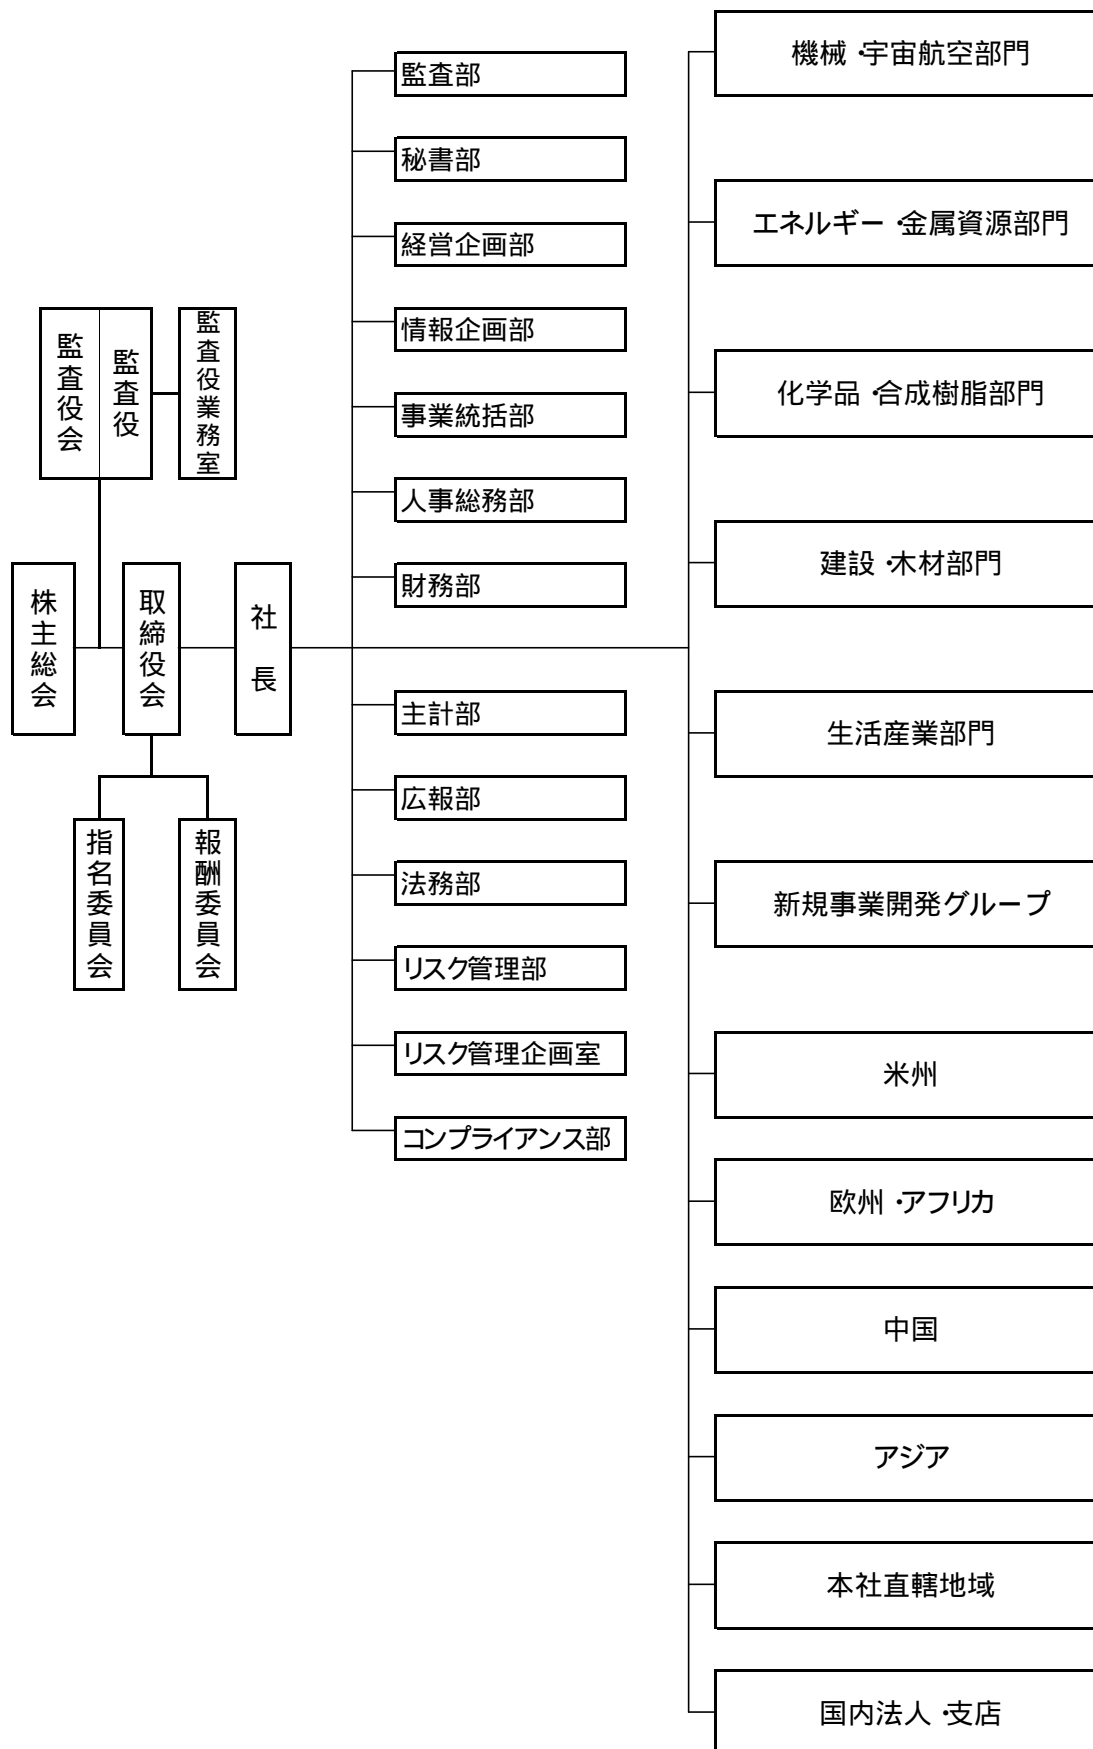 株主総会
監査役会
監査役
監査役業務室
取締役会
指名委員会
報酬委員会
社長
監査部
秘書部
経営企画部
情報企画部
事業統括部
人事総務部
財務部
主計部
広報部
法務部
リスク管理部
リスク管理企画室
コンプライアンス部
機械・宇宙航空部門
エネルギー・金属資源部門
化学品・合成樹脂部門
建設・木材部門
生活産業部門
新規事業開発グループ
米州
欧州・アフリカ
中国
アジア
本社直轄地域
国内法人・支店